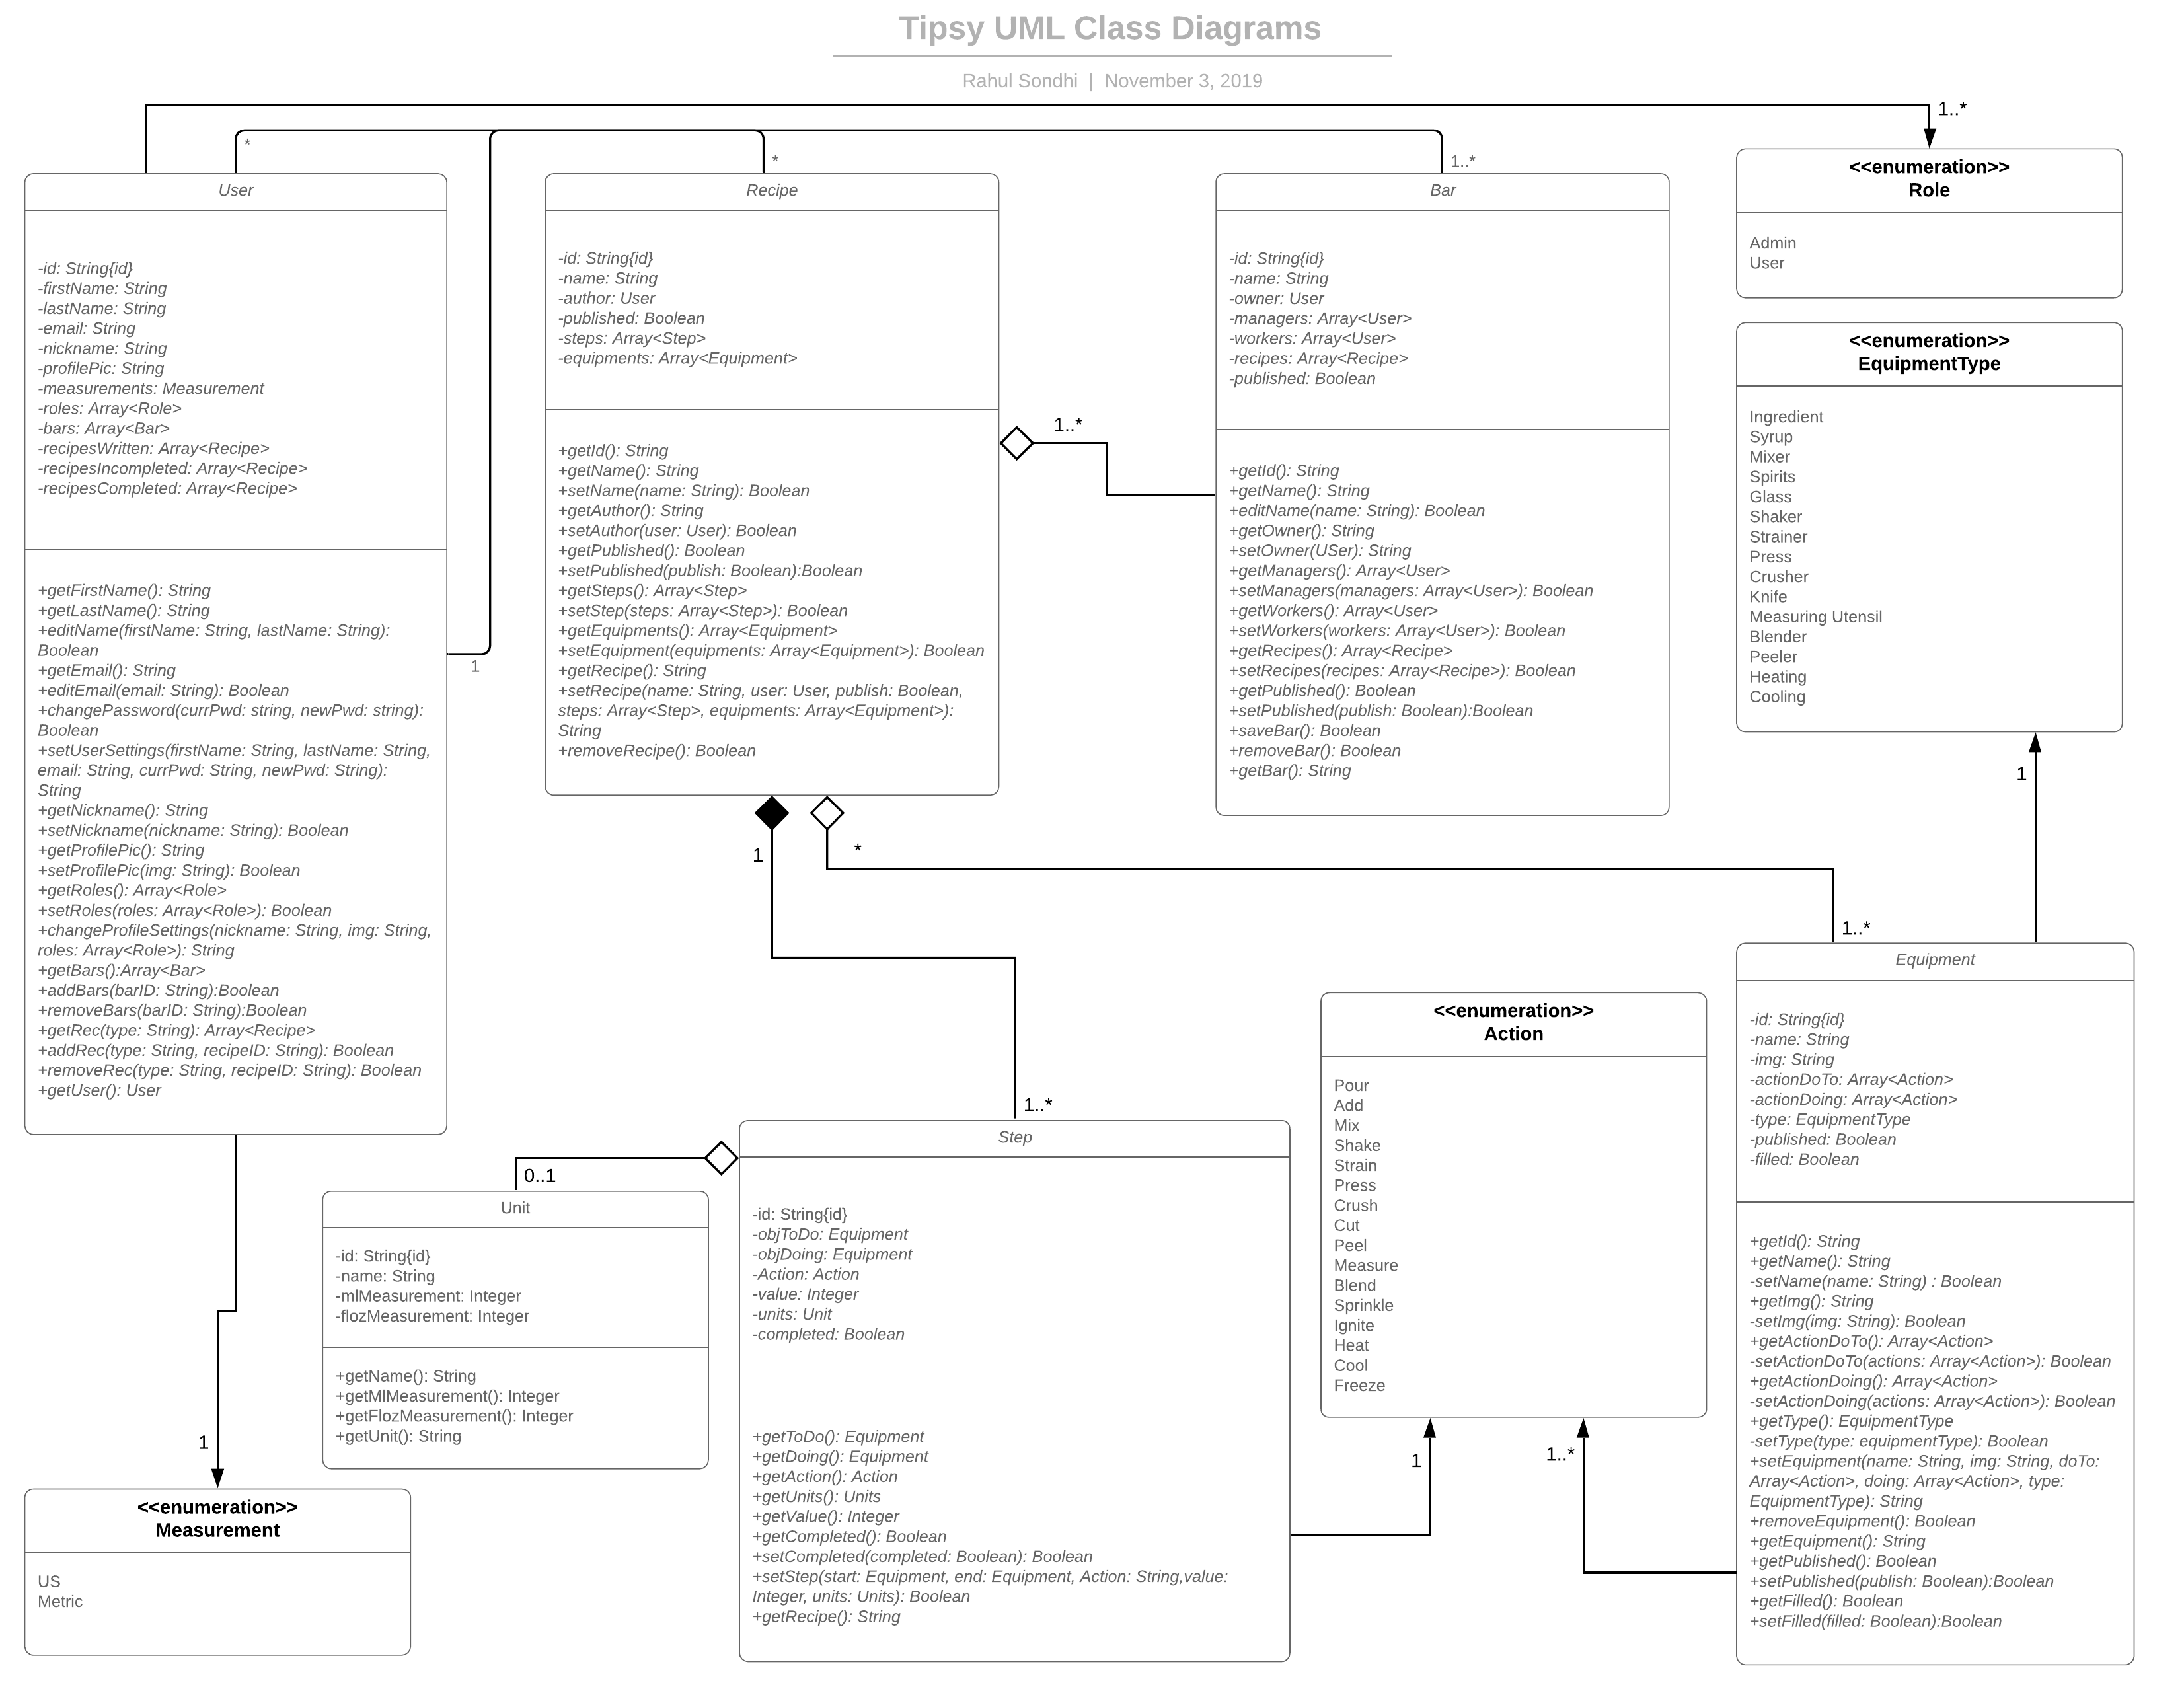 Tipsy UML Class Diagrams
Rahul Sondhi | November 3, 2019
1..*
*
*
1..*
User
-id: String{id}
-firstName: String
-lastName: String
-email: String
-nickname: String
-profilePic: String
-measurements: Measurement
-roles: Array<Role>
-bars: Array<Bar>
-recipesWritten: Array<Recipe>
-recipesIncompleted: Array<Recipe>
-recipesCompleted: Array<Recipe>
+getFirstName(): String
+getLastName(): String
+editName(firstName: String, lastName: String):
Boolean
+getEmail(): String
+editEmail(email: String): Boolean
+changePassword(currPwd: string, newPwd: string):
Boolean
+setUserSettings(firstName: String, lastName: String,
email: String, currPwd: String, newPwd: String):
String
+getNickname(): String
+setNickname(nickname: String): Boolean
+getProfilePic(): String
+setProfilePic(img: String): Boolean
+getRoles(): Array<Role>
+setRoles(roles: Array<Role>): Boolean
+changeProfileSettings(nickname: String, img: String,
roles: Array<Role>): String
+getBars():Array<Bar>
+addBars(barID: String):Boolean
+removeBars(barID: String):Boolean
+getRec(type: String): Array<Recipe>
+addRec(type: String, recipeID: String): Boolean
+removeRec(type: String, recipeID: String): Boolean
+getUser(): User
1
Recipe
-id: String{id}
-name: String
-author: User
-published: Boolean
-steps: Array<Step>
-equipments: Array<Equipment>
+getId(): String
+getName(): String
+setName(name: String): Boolean
+getAuthor(): String
+setAuthor(user: User): Boolean
+getPublished(): Boolean
+setPublished(publish: Boolean):Boolean
+getSteps(): Array<Step>
+setStep(steps: Array<Step>): Boolean
+getEquipments(): Array<Equipment>
+setEquipment(equipments: Array<Equipment>): Boolean
+getRecipe(): String
+setRecipe(name: String, user: User, publish: Boolean,
steps: Array<Step>, equipments: Array<Equipment>):
String
+removeRecipe(): Boolean
1..*
Bar
-id: String{id}
-name: String
-owner: User
-managers: Array<User>
-workers: Array<User>
-recipes: Array<Recipe>
-published: Boolean
+getId(): String
+getName(): String
+editName(name: String): Boolean
+getOwner(): String
+setOwner(USer): String
+getManagers(): Array<User>
+setManagers(managers: Array<User>): Boolean
+getWorkers(): Array<User>
+setWorkers(workers: Array<User>): Boolean
+getRecipes(): Array<Recipe>
+setRecipes(recipes: Array<Recipe>): Boolean
+getPublished(): Boolean
+setPublished(publish: Boolean):Boolean
+saveBar(): Boolean
+removeBar(): Boolean
+getBar(): String
<<enumeration>>
Role
Admin
User
<<enumeration>>
EquipmentType
Ingredient
Syrup
Mixer
Spirits
Glass
Shaker
Strainer
Press
Crusher
Knife
Measuring Utensil
Blender
Peeler
Heating
Cooling
1
1
*
1..*
1..*
Equipment
-id: String{id}
-name: String
-img: String
-actionDoTo: Array<Action>
-actionDoing: Array<Action>
-type: EquipmentType
-published: Boolean
-filled: Boolean
+getId(): String
+getName(): String
-setName(name: String) : Boolean
+getImg(): String
-setImg(img: String): Boolean
+getActionDoTo(): Array<Action>
-setActionDoTo(actions: Array<Action>): Boolean
+getActionDoing(): Array<Action>
-setActionDoing(actions: Array<Action>): Boolean
+getType(): EquipmentType
-setType(type: equipmentType): Boolean
+setEquipment(name: String, img: String, doTo:
Array<Action>, doing: Array<Action>, type:
EquipmentType): String
+removeEquipment(): Boolean
+getEquipment(): String
+getPublished(): Boolean
+setPublished(publish: Boolean):Boolean
+getFilled(): Boolean
+setFilled(filled: Boolean):Boolean
<<enumeration>>
Action
Pour
Add
Mix
Shake
Strain
Press
Crush
Cut
Peel
Measure
Blend
Sprinkle
Ignite
Heat
Cool
Freeze
1
1..*
Step
-id: String{id}
-objToDo: Equipment
-objDoing: Equipment
-Action: Action
-value: Integer
-units: Unit
-completed: Boolean
+getToDo(): Equipment
+getDoing(): Equipment
+getAction(): Action
+getUnits(): Units
+getValue(): Integer
+getCompleted(): Boolean
+setCompleted(completed: Boolean): Boolean
+setStep(start: Equipment, end: Equipment, Action: String,value:
Integer, units: Units): Boolean
+getRecipe(): String
0..1
Unit
-id: String{id}
-name: String
-mlMeasurement: Integer
-flozMeasurement: Integer
+getName(): String
+getMlMeasurement(): Integer
+getFlozMeasurement(): Integer
+getUnit(): String
1
<<enumeration>>
Measurement
US
Metric